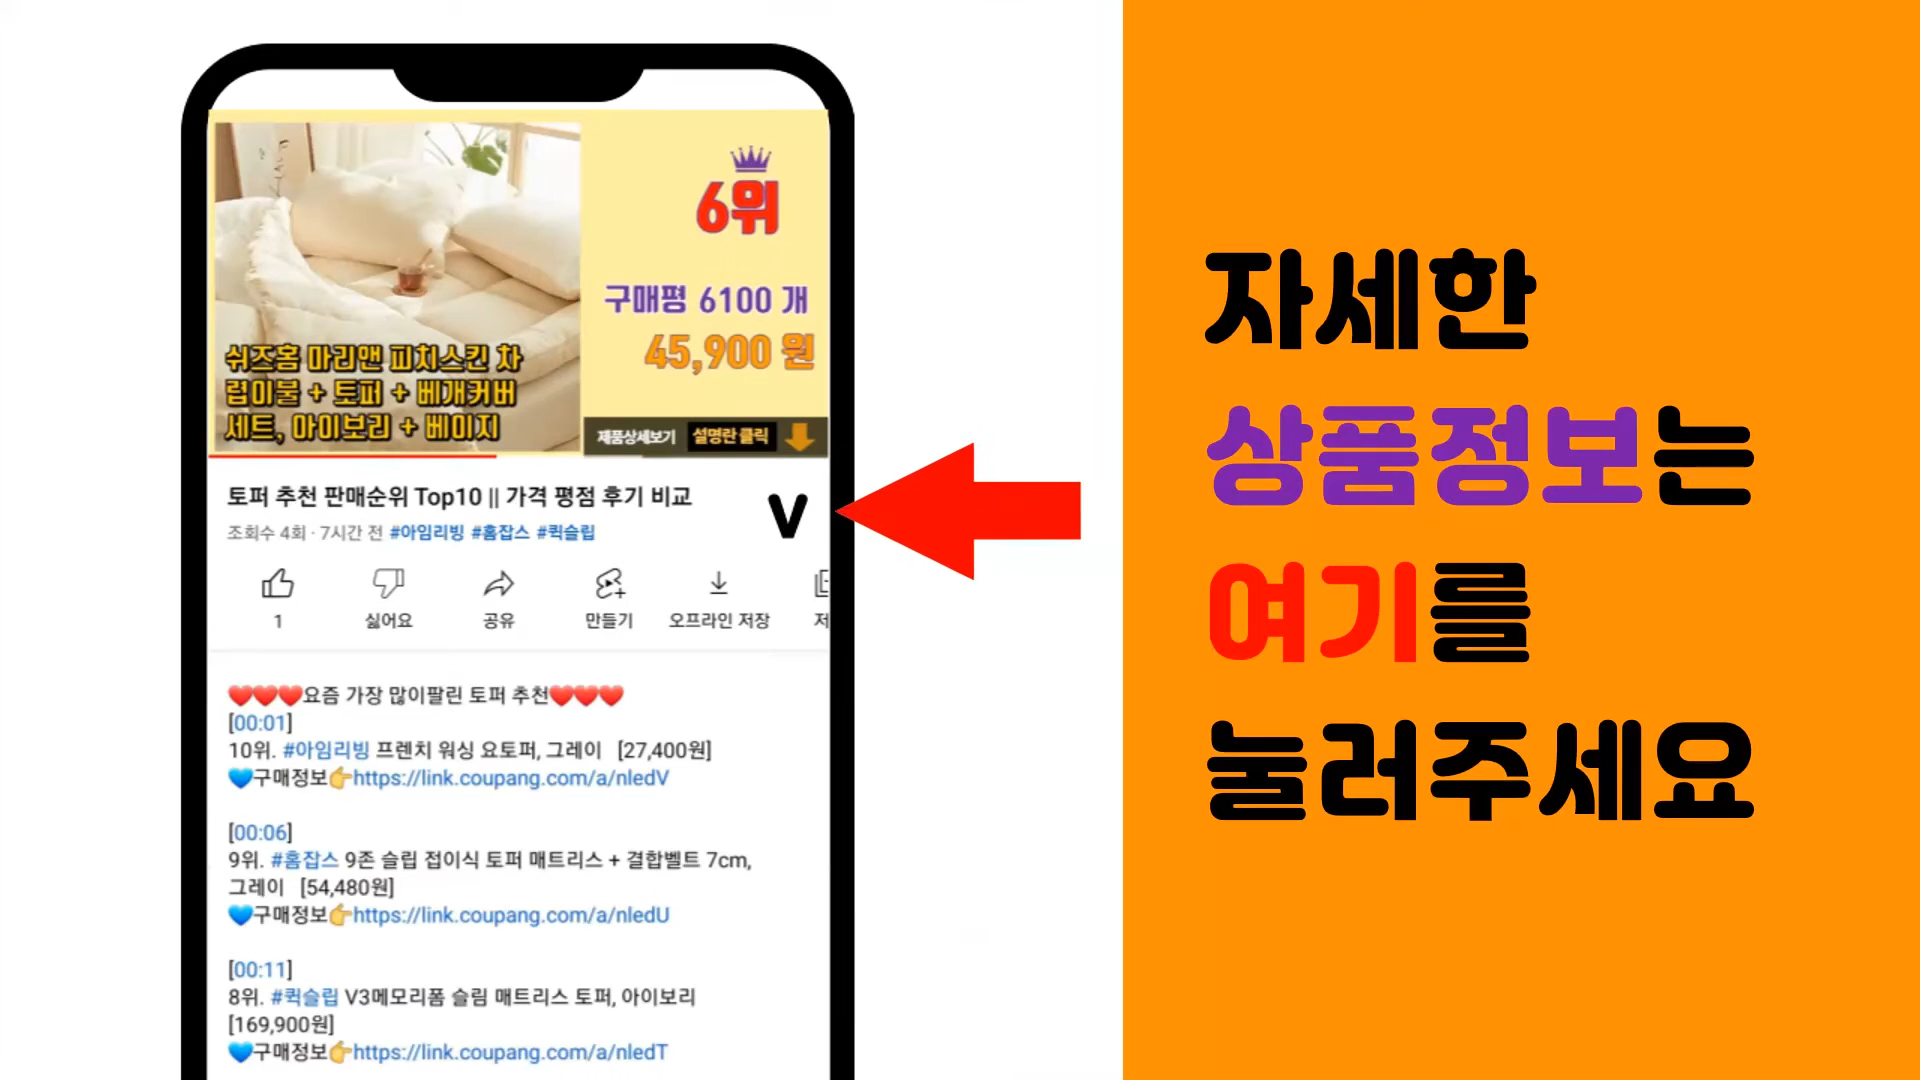 6위
구매평 6100 개
45,900 원
쉬즈홈 마리앤 피치스킨 차
렵이불 + 토퍼 + 베개커버
세트, 아이보리 + 베이지
제품상세보기 설명란 클릭
토퍼 추천 판매순위 Top10 || 가격 평점 후기 비교
V
조회수 4회 · 7시간 전 #아임리빙 #홈잡스 #퀵슬립
1 싫어요 공유 만들기 오프라인 저장 저
❤❤❤요즘 가장 많이팔린 토퍼 추천❤❤❤
[00:01]
10위. #아임리빙 프렌치 워싱 요토퍼, 그레이 [27,400원]
💙구매정보👉https://link.coupang.com/a/nledV
[00:06]
9위. #홈잡스 9존 슬립 접이식 토퍼 매트리스 + 결합벨트 7cm,
그레이 [54,480원]
💙구매정보👉https://link.coupang.com/a/nledU
[00:11]
8위. #퀵슬립 V3메모리폼 슬림 매트리스 토퍼, 아이보리
[169,900원]
💙구매정보👉https://link.coupang.com/a/nledT
자세한
상품정보는
여기를
눌러주세요